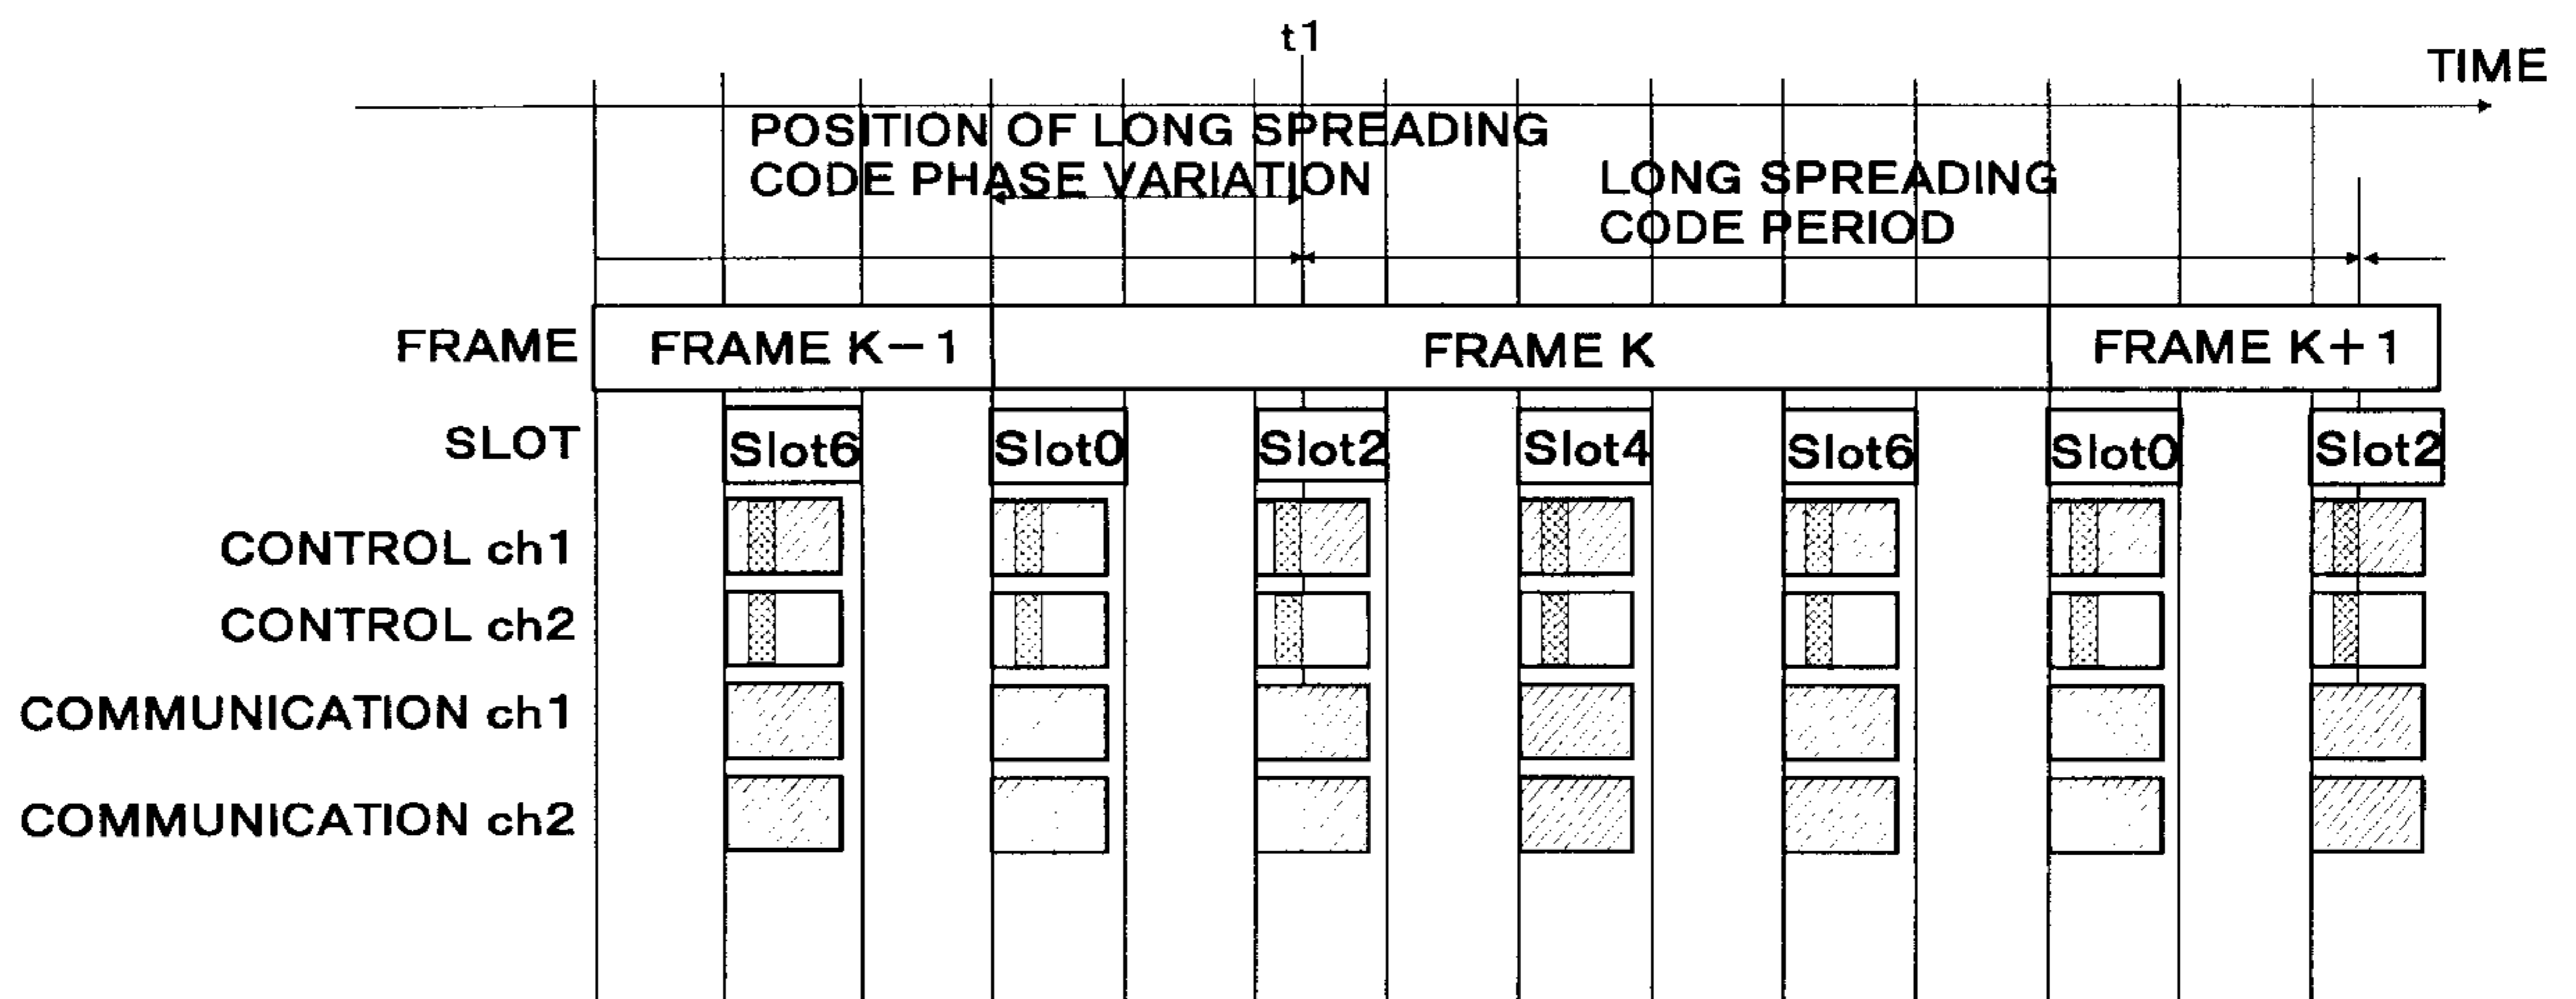 t1
TIME
POSITION OF LONG SPREADING
CODE PHASE VARIATION
LONG SPREADING
CODE PERIOD
FRAME FRAME K-1 FRAME K FRAME K+1
SLOT Slot6 Slot0 Slot2 Slot4 Slot6 Slot0 Slot2
CONTROL ch1
CONTROL ch2
COMMUNICATION ch1
COMMUNICATION ch2